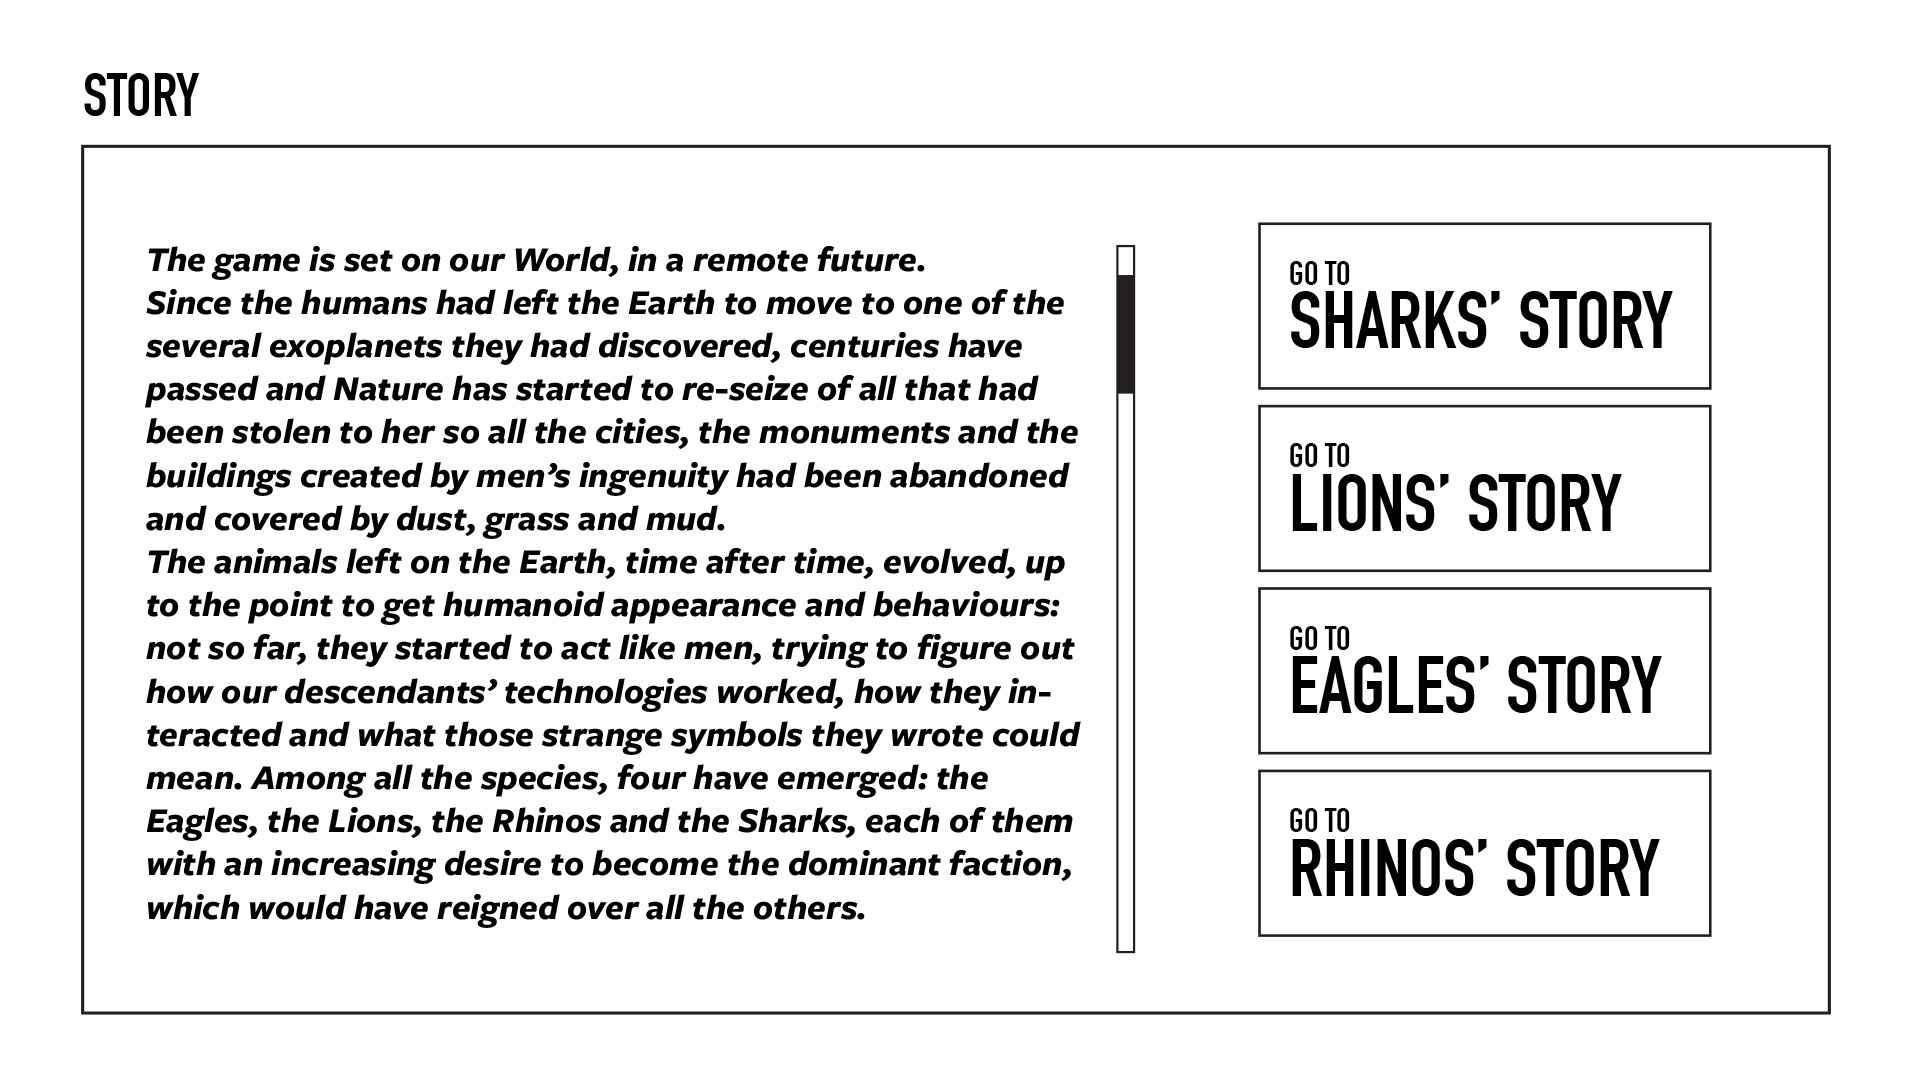 STORY
The game is set on our World, in a remote future.
Since the humans had left the Earth to move to one of the
several exoplanets they had discovered, centuries have
passed and Nature has started to re-seize of all that had
been stolen to her so all the cities, the monuments and the
buildings created by men’s ingenuity had been abandoned
and covered by dust, grass and mud.
The animals left on the Earth, time after time, evolved, up
to the point to get humanoid appearance and behaviours:
not so far, they started to act like men, trying to figure out
how our descendants’ technologies worked, how they in-
teracted and what those strange symbols they wrote could
mean. Among all the species, four have emerged: the
Eagles, the Lions, the Rhinos and the Sharks, each of them
with an increasing desire to become the dominant faction,
which would have reigned over all the others.
GO TO
SHARKS’ STORY
GO TO
LIONS’ STORY
GO TO
EAGLES’ STORY
GO TO
RHINOS’ STORY